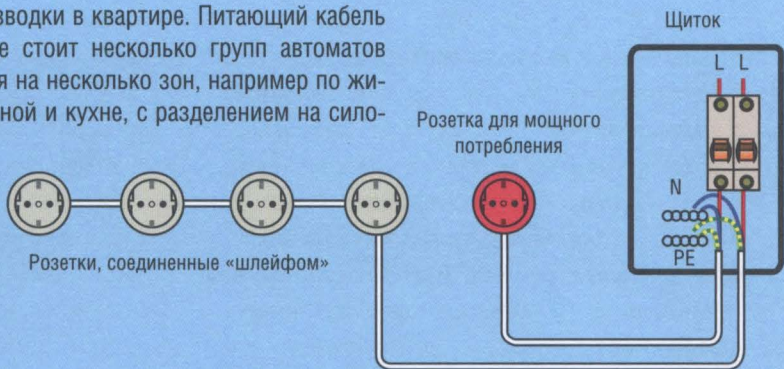 зводки в квартире. Питающий кабель
е стоит несколько групп автоматов
я на несколько зон, например по жи-
ной и кухне, с разделением на сило-
Щиток
L L
Розетка для мощного
потребления
N
PE
Розетки, соединенные «шлейфом»